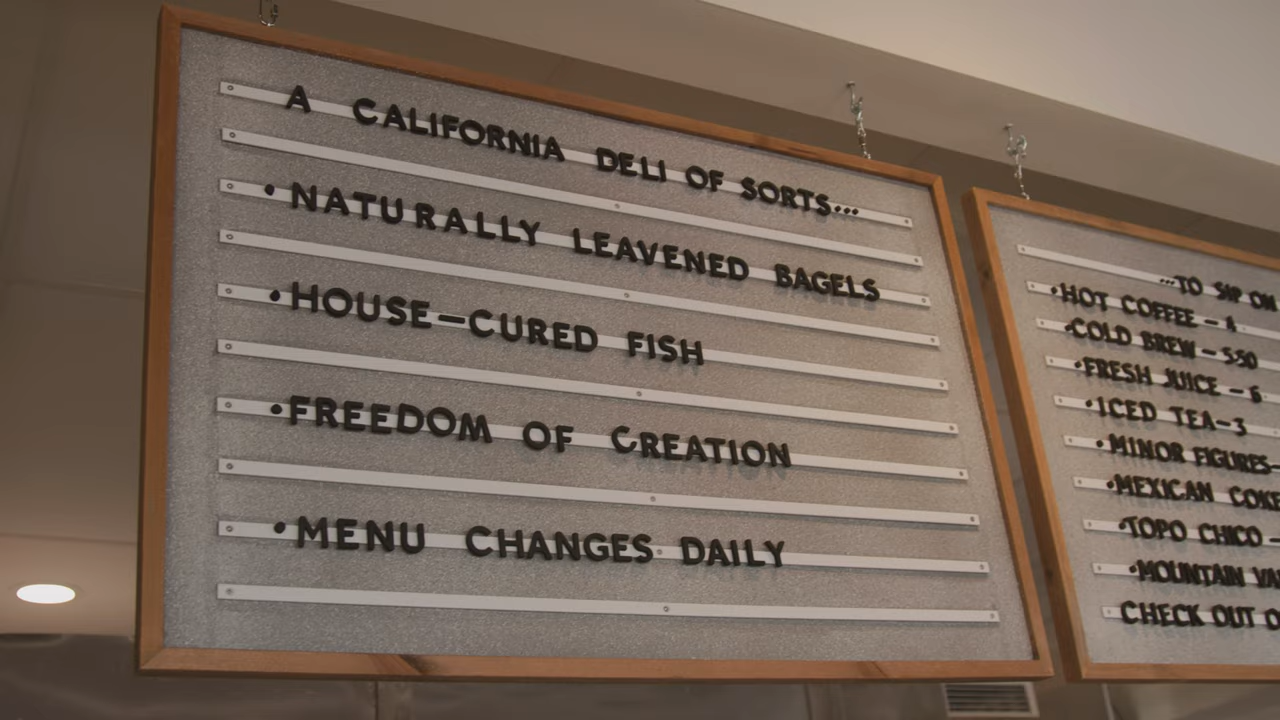 A CALIFORNIA DELI OF SORTS...
•NATURALLY LEAVENED BAGELS
•HOUSE-CURED FISH
•FREEDOM OF CREATION
•MENU CHANGES DAILY
...TO SIP ON
•HOT COFFEE - 4
•COLD BREW - 550
•FRESH JUICE - 6
•ICED TEA-3
•MINOR FIGURES-
•MEXICAN COKE
•TOPO CHICO -
•MOUNTAIN
CHECK OUT